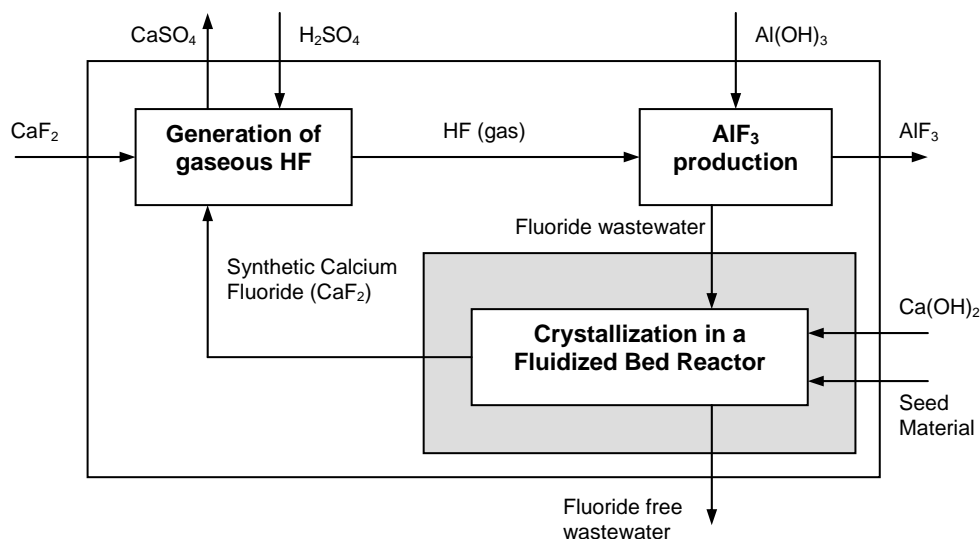 CaSO₄
H₂SO₄
Al(OH)₃
CaF₂
Generation of
gaseous HF
HF (gas)
AlF₃
production
AlF₃
Fluoride wastewater
Synthetic Calcium
Fluoride (CaF₂)
Ca(OH)₂
Crystallization in a
Fluidized Bed Reactor
Seed
Material
Fluoride free
wastewater